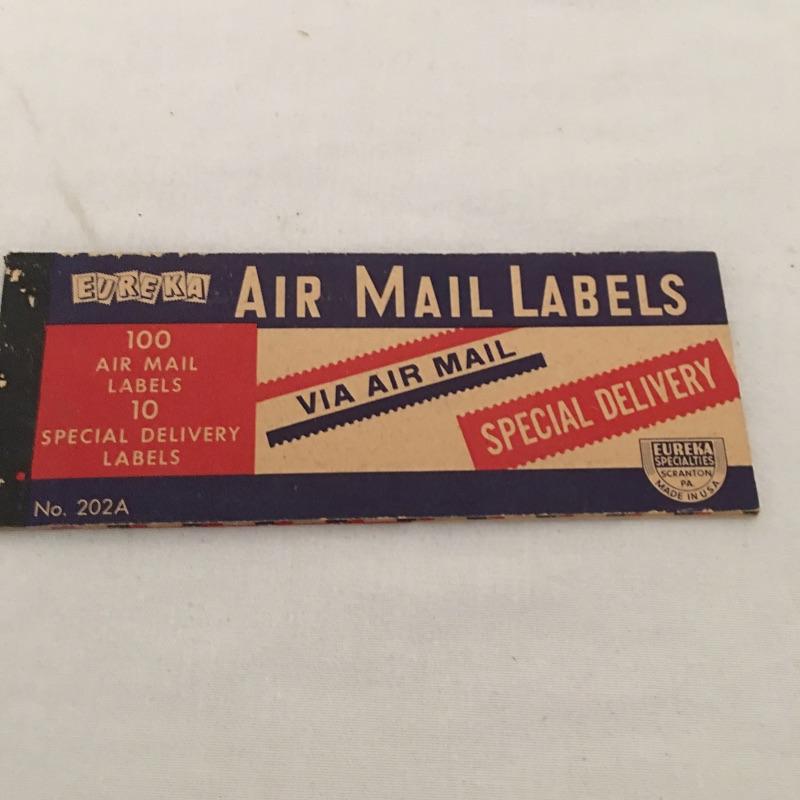 EUREKA AIR MAIL LABELS
100
AIR MAIL
LABELS
10
SPECIAL DELIVERY
LABELS
VIA AIR MAIL
SPECIAL DELIVERY
EUREKA
SPECIALTIES
SCRANTON
PA
MADE IN USA
No. 202A